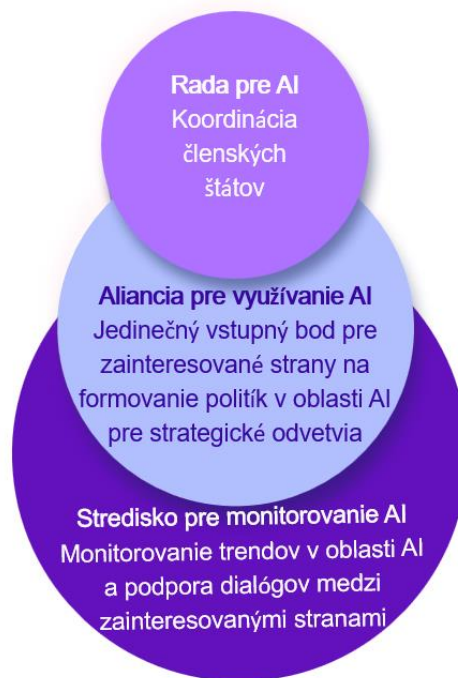 Rada pre AI
Koordinácia
členských
štátov
Aliancia pre využívanie AI
Jedinečný vstupný bod pre
zainteresované strany na
formovanie politík v oblasti AI
pre strategické odvetvia
Stredisko pre monitorovanie AI
Monitorovanie trendov v oblasti AI
a podpora dialógov medzi
zainteresovanými stranami